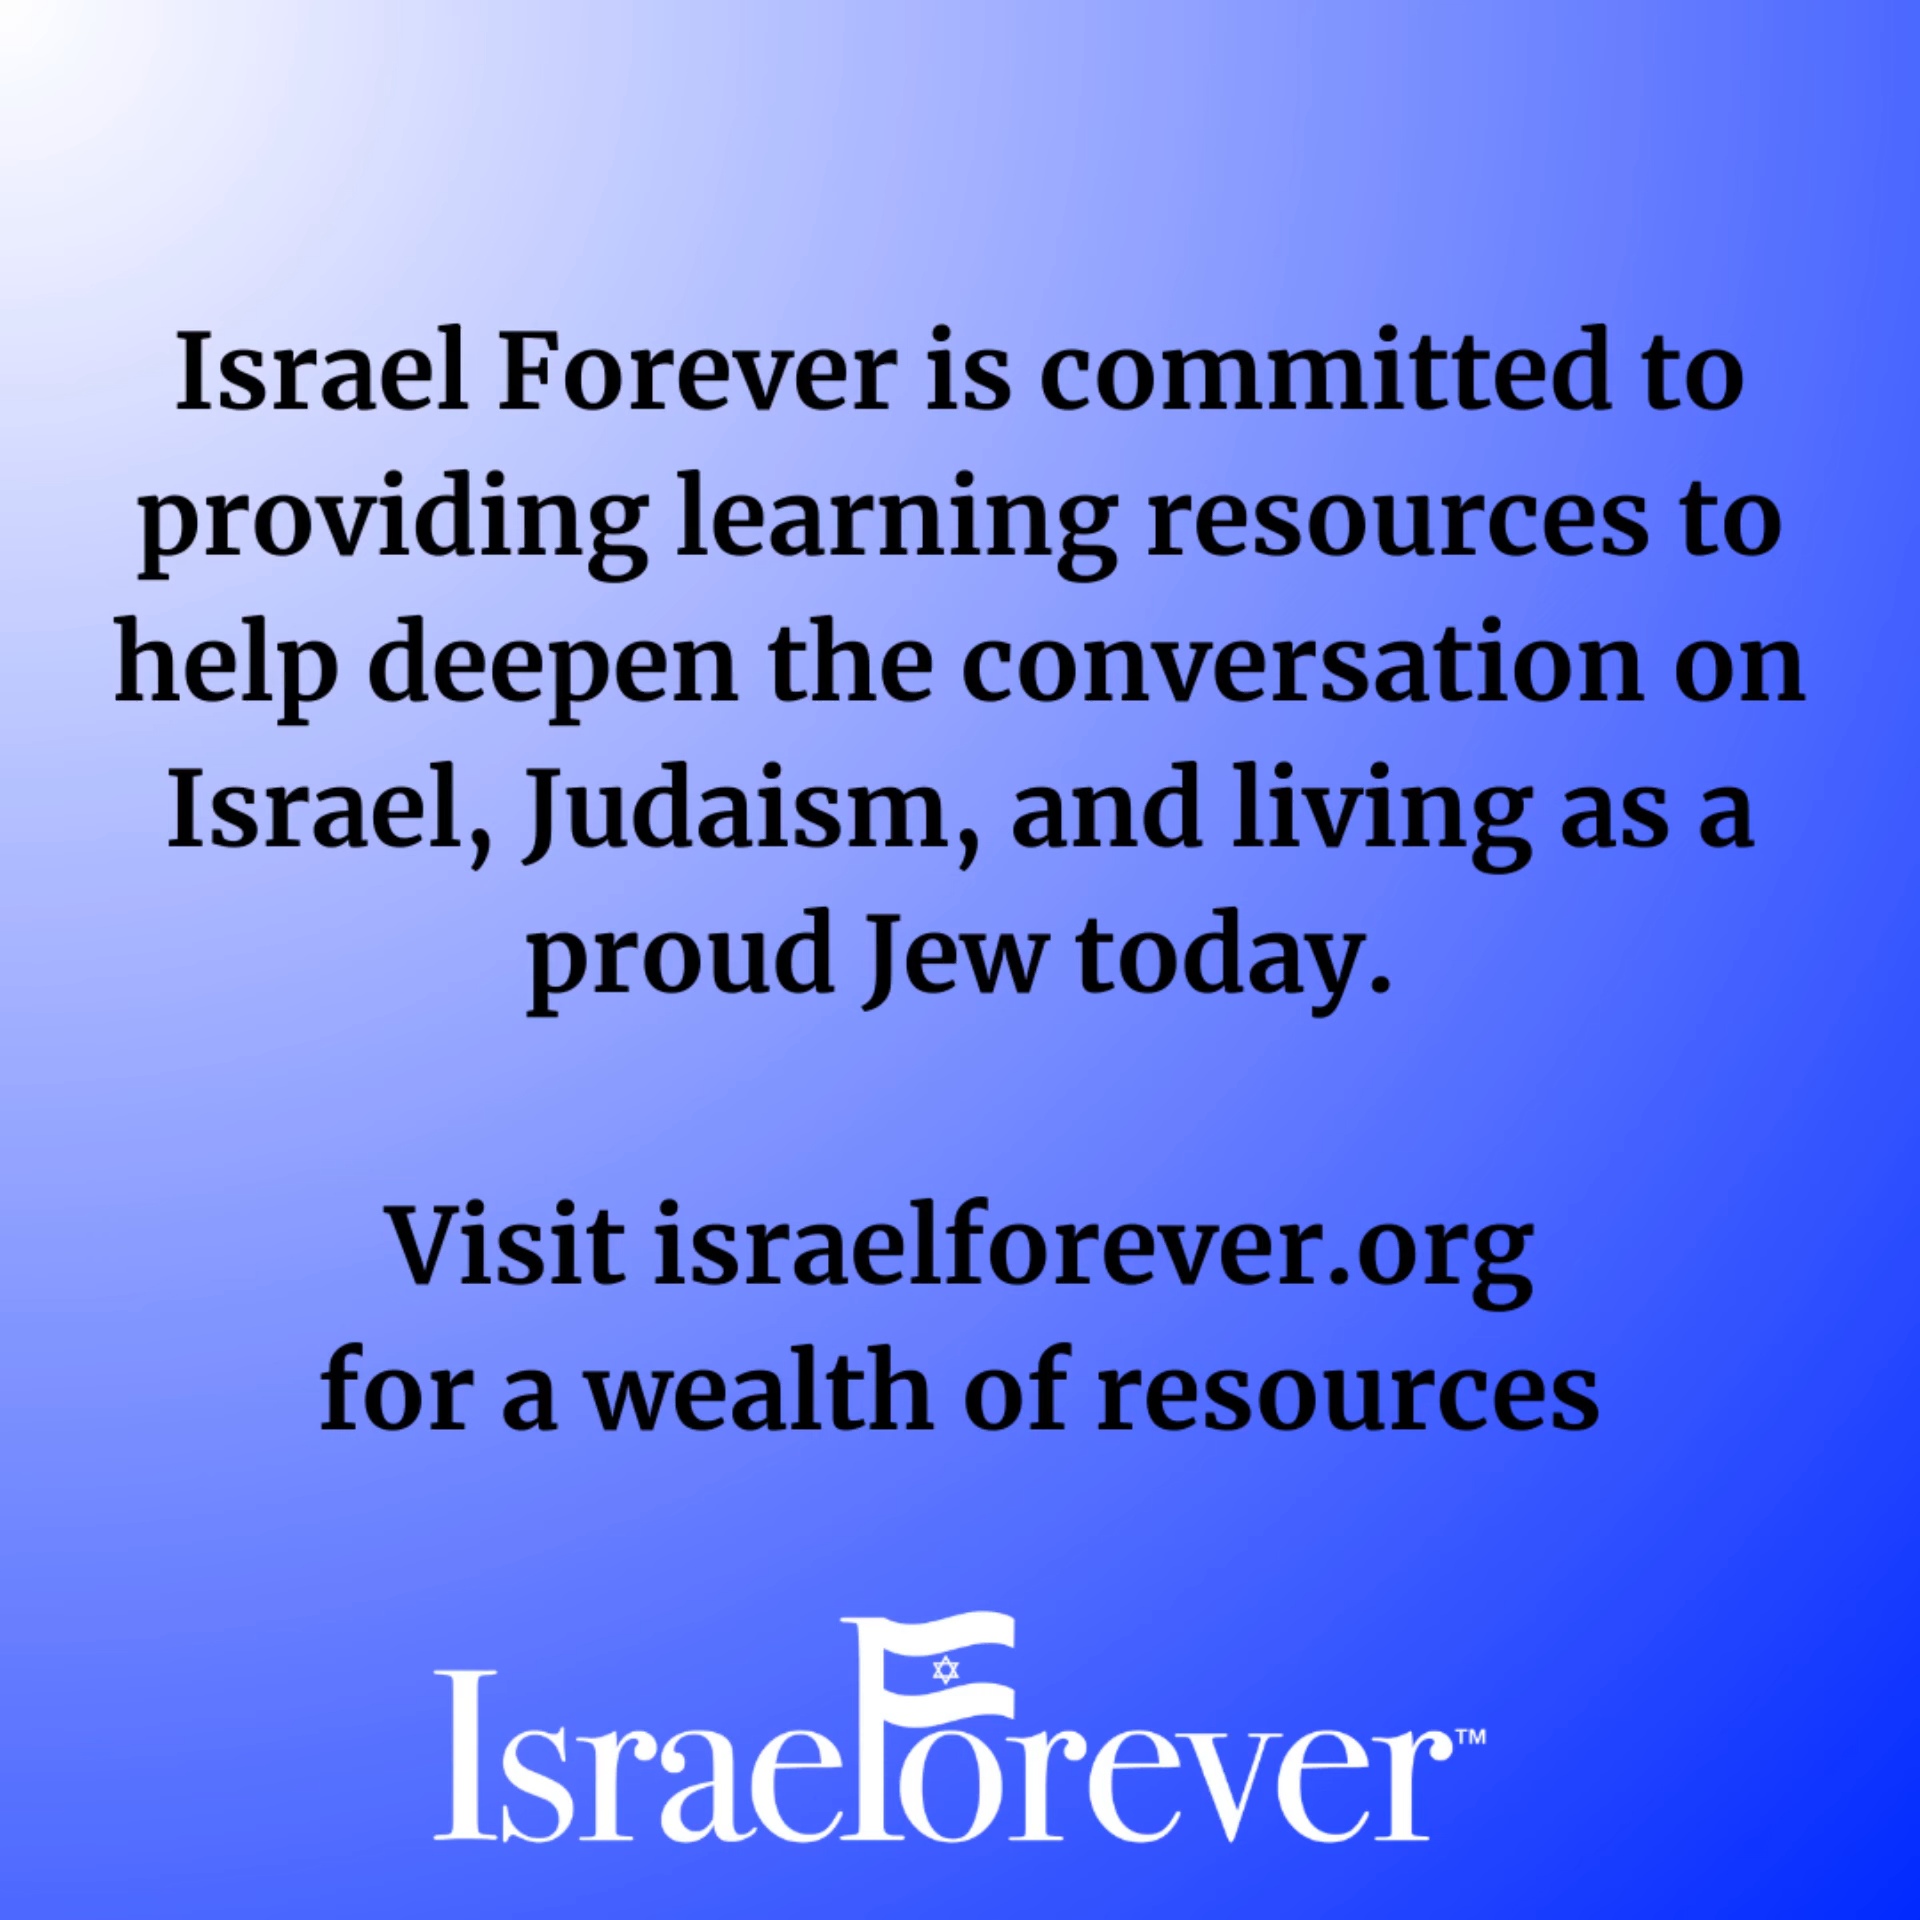 Israel Forever is committed to
providing learning resources to
help deepen the conversation on
Israel, Judaism, and living as a
proud Jew today.
Visit israelforever.org
for a wealth of resources
IsraelForever™